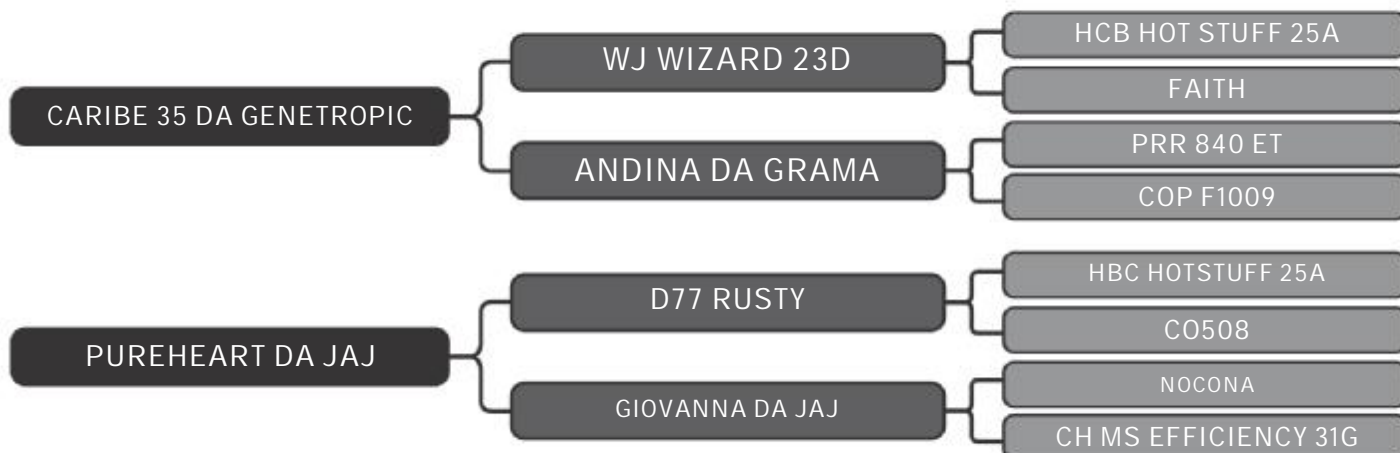 HCB HOT STUFF 25A
WJ WIZARD 23D
FAITH
CARIBE 35 DA GENETROPIC
PRR 840 ET
ANDINA DA GRAMA
COP F1009
HBC HOTSTUFF 25A
D77 RUSTY
CO508
PUREHEART DA JAJ
NOCONA
GIOVANNA DA JAJ
CH MS EFFICIENCY 31G